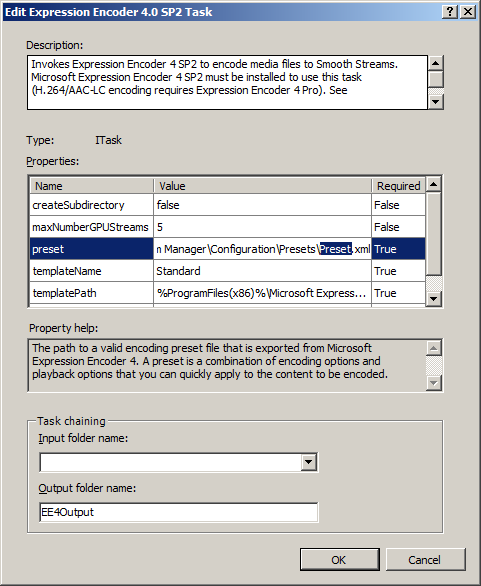 Edit Expression Encoder 4.0 SP2 Task
Description:
Invokes Expression Encoder 4 SP2 to encode media files to Smooth Streams.
Microsoft Expression Encoder 4 SP2 must be installed to use this task
(H.264/AAC-LC encoding requires Expression Encoder 4 Pro). See
Type: ITask
Properties:
Name Value Required
createSubdirectory false False
maxNumberGPUStreams 5 False
preset n Manager\Configuration\Presets\Preset.xml True
templateName Standard True
templatePath %ProgramFiles(x86)%\Microsoft Express... True
Property help:
The path to a valid encoding preset file that is exported from Microsoft
Expression Encoder 4. A preset is a combination of encoding options and
playback options that you can quickly apply to the content to be encoded.
Task chaining
Input folder name:
Output folder name:
EE4Output
OK Cancel